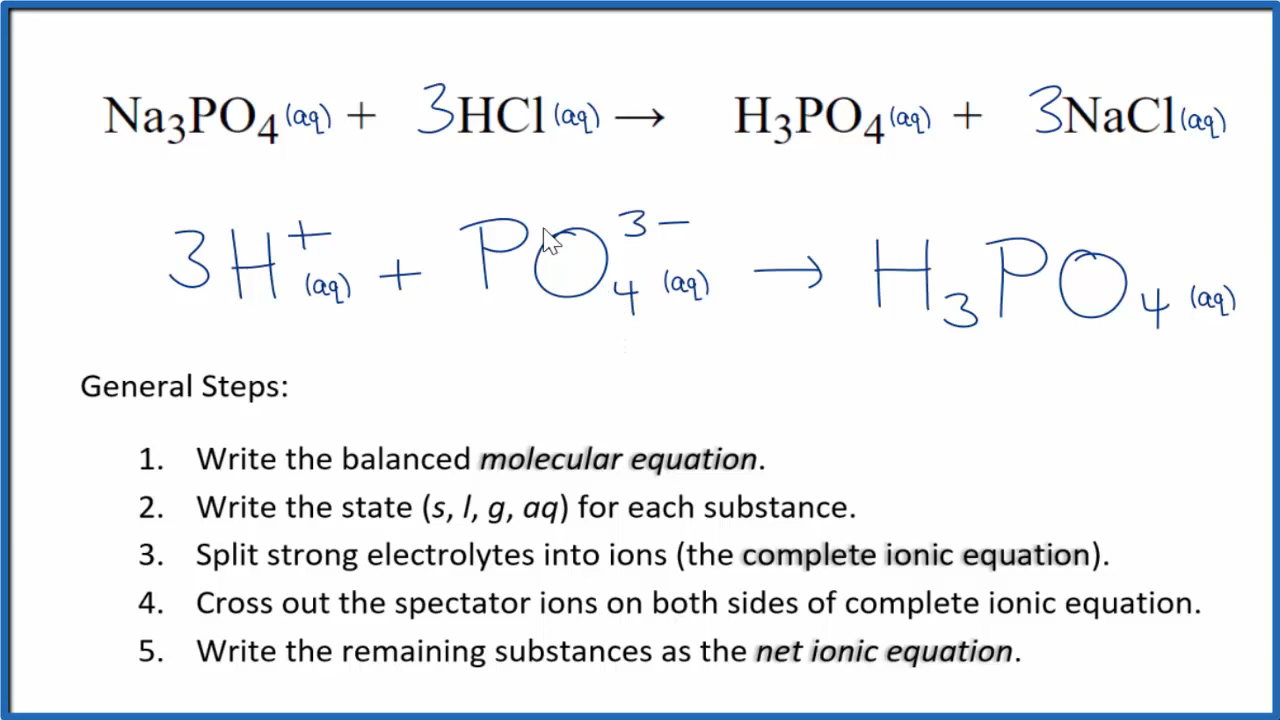 Na₃PO₄(aq) + 3HCl(aq) → H₃PO₄(aq) + 3NaCl(aq)
3H⁺(aq) + PO₄³⁻(aq) → H₃PO₄(aq)
General Steps:
1. Write the balanced molecular equation.
2. Write the state (s, l, g, aq) for each substance.
3. Split strong electrolytes into ions (the complete ionic equation).
4. Cross out the spectator ions on both sides of complete ionic equation.
5. Write the remaining substances as the net ionic equation.